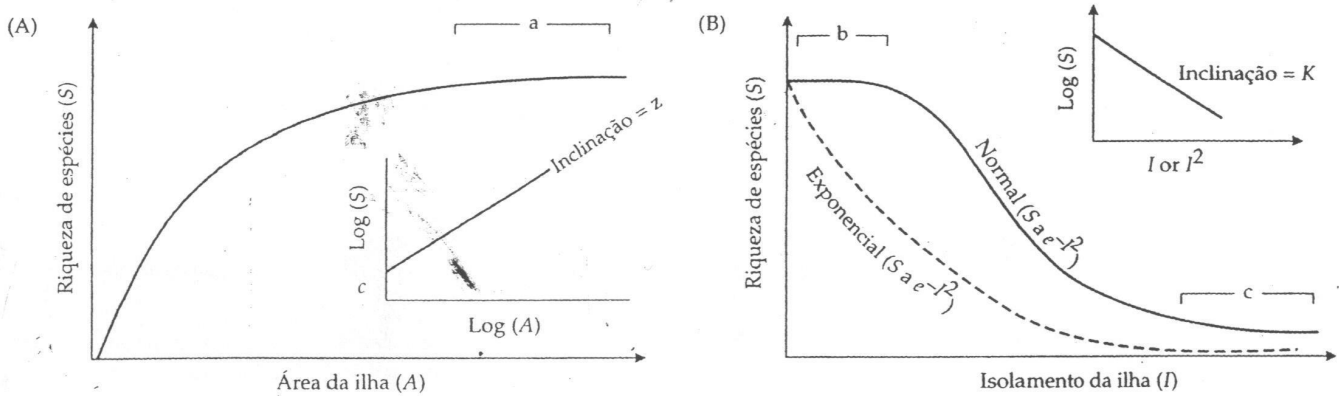 (A)
a
Riqueza de espécies (S)
Log (S)
Inclinação = z
c
Log (A)
Área da ilha (A)
(B)
b
Riqueza de espécies (S)
Log (S)
Inclinação = K
I or I²
Normal (S a e⁻ᴵ²)
Exponencial (S a e⁻ᴵ²)
c
Isolamento da ilha (I)